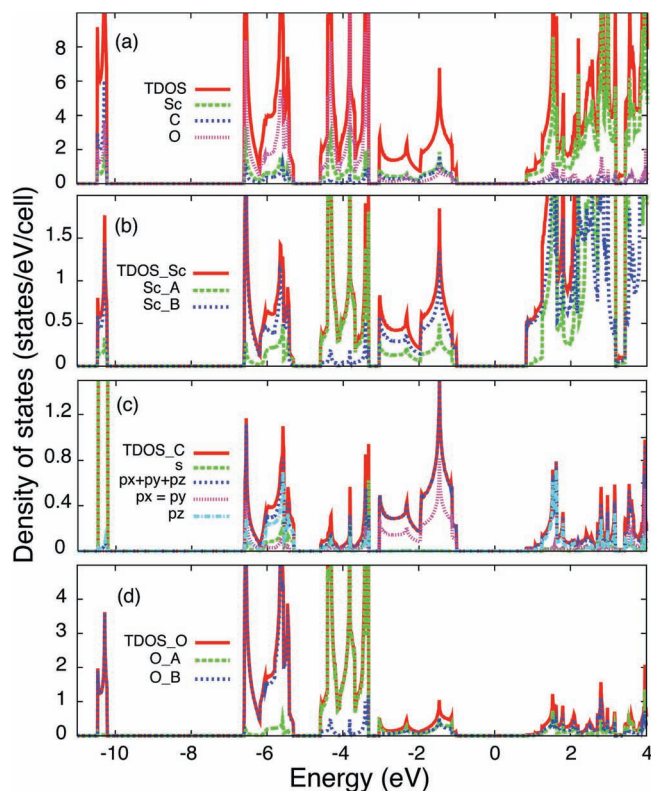 Density of states (states/eV/cell)
(a)
8
6
4
2
0
TDOS
Sc
C
O
(b)
1.5
1
0.5
0
TDOS_Sc
Sc_A
Sc_B
(c)
1.2
0.8
0.4
0
TDOS_C
s
px+py+pz
px = py
pz
(d)
4
3
2
1
0
TDOS_O
O_A
O_B
-10 -8 -6 -4 -2 0 2 4
Energy (eV)